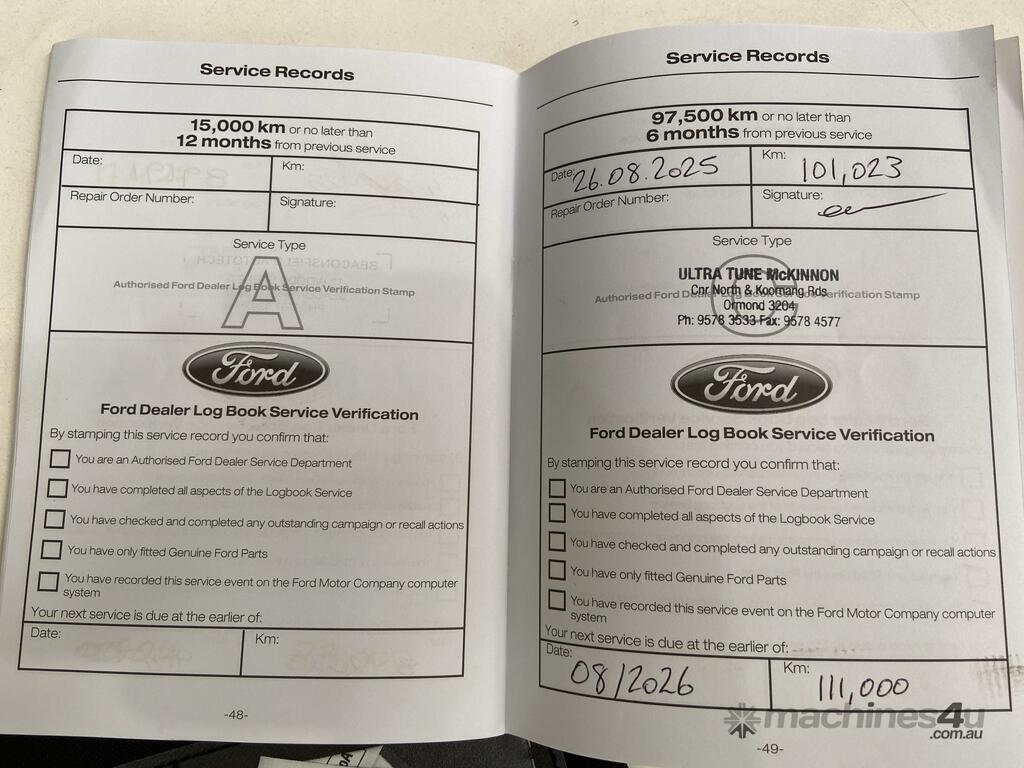 Service Records
15,000 km or no later than
12 months from previous service
Date:
Km:
Repair Order Number:
Signature:
Service Type
A
Authorised Ford Dealer Log Book Service Verification Stamp
Ford
Ford Dealer Log Book Service Verification
By stamping this service record you confirm that:
You are an Authorised Ford Dealer Service Department
You have completed all aspects of the Logbook Service
You have checked and completed any outstanding campaign or recall actions
You have only fitted Genuine Ford Parts
You have recorded this service event on the Ford Motor Company computer
system
Your next service is due at the earlier of:
Date:
Km:
-48-
Service Records
97,500 km or no later than
6 months from previous service
Date: 26.08.2025
Km: 101,023
Repair Order Number:
Signature:
Service Type
C
ULTRA TUNE McKINNON
Cnr North & Koornang Rds
Authorised Ford Dealer Log Book Service Verification Stamp
Ormond 3204
Ph: 9578 3533 Fax: 9578 4577
Ford
Ford Dealer Log Book Service Verification
By stamping this service record you confirm that:
You are an Authorised Ford Dealer Service Department
You have completed all aspects of the Logbook Service
You have checked and completed any outstanding campaign or recall actions
You have only fitted Genuine Ford Parts
You have recorded this service event on the Ford Motor Company computer
system
Your next service is due at the earlier of:
Date: 08/2026
Km: 111,000
-49-
machines4u
.com.au